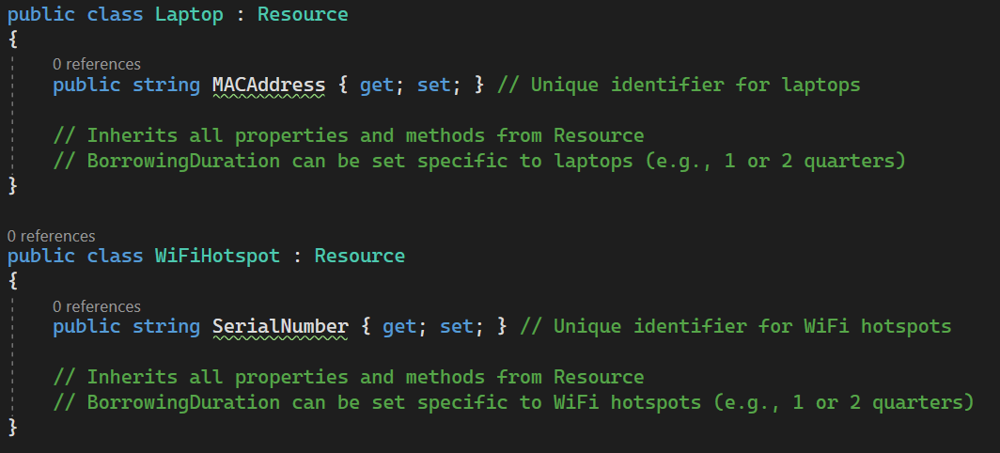 public class Laptop : Resource
{
0 references
public string MACAddress { get; set; } // Unique identifier for laptops
// Inherits all properties and methods from Resource
// BorrowingDuration can be set specific to laptops (e.g., 1 or 2 quarters)
}
0 references
public class WiFiHotspot : Resource
{
0 references
public string SerialNumber { get; set; } // Unique identifier for WiFi hotspots
// Inherits all properties and methods from Resource
// BorrowingDuration can be set specific to WiFi hotspots (e.g., 1 or 2 quarters)
}